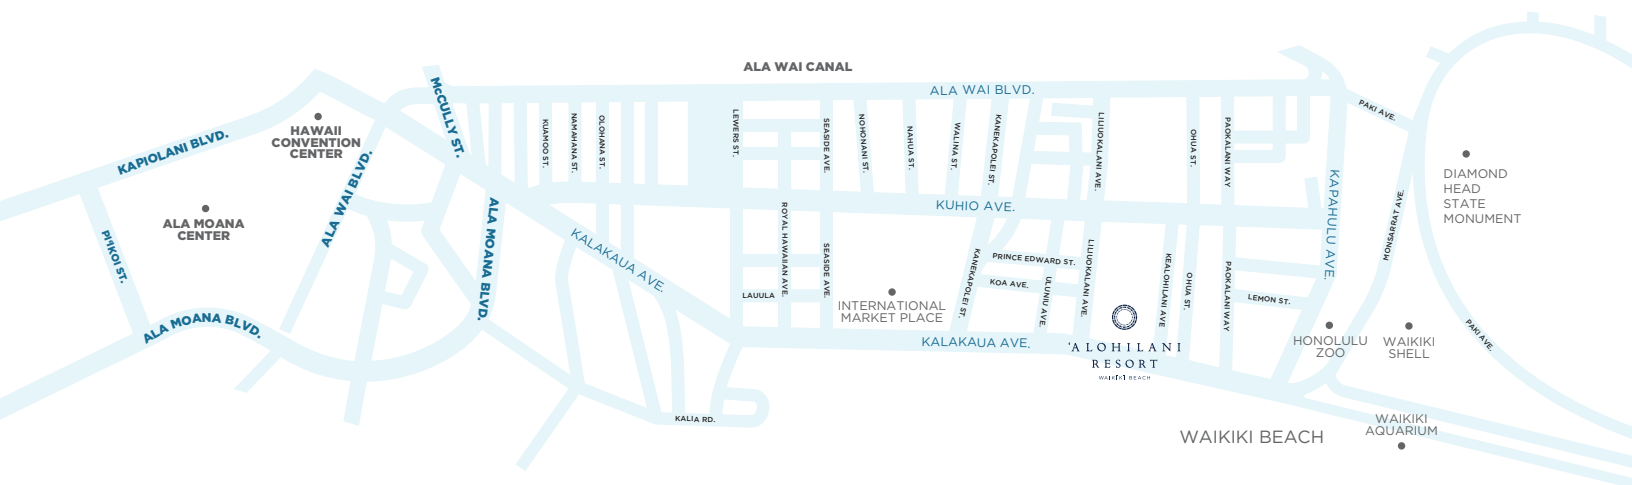 ALA WAI CANAL
ALA WAI BLVD.
McCULLY ST.
KAPIOLANI BLVD.
HAWAII
CONVENTION
CENTER
ALA WAI BLVD.
ALA MOANA
CENTER
PI'IKOI ST.
ALA MOANA BLVD.
ALA MOANA BLVD.
KALAKAUA AVE.
KUAMOO ST.
NAMAHANA ST.
OLOHANA ST.
LEWERS ST.
SEASIDE AVE.
NOHONANI ST.
NAHUA ST.
WALINA ST.
KANEKAPOLEI ST.
LILIUOKALANI AVE.
OHUA ST.
PAOKALANI WAY
PAKI AVE.
KUHIO AVE.
KAPAHULU AVE.
MONSARRAT AVE.
DIAMOND
HEAD
STATE
MONUMENT
ROYAL HAWAIIAN AVE.
SEASIDE AVE.
LAUULA
INTERNATIONAL
MARKET PLACE
KANEKAPOLEI ST.
PRINCE EDWARD ST.
KOA AVE.
ULUNIU AVE.
LILIUOKALANI AVE.
KEALOHILANI AVE
OHUA ST.
PAOKALANI WAY
LEMON ST.
KALAKAUA AVE.
'ALOHILANI
RESORT
WAIKIKI BEACH
HONOLULU
ZOO
WAIKIKI
SHELL
PAKI AVE.
KALIA RD.
WAIKIKI BEACH
WAIKIKI
AQUARIUM